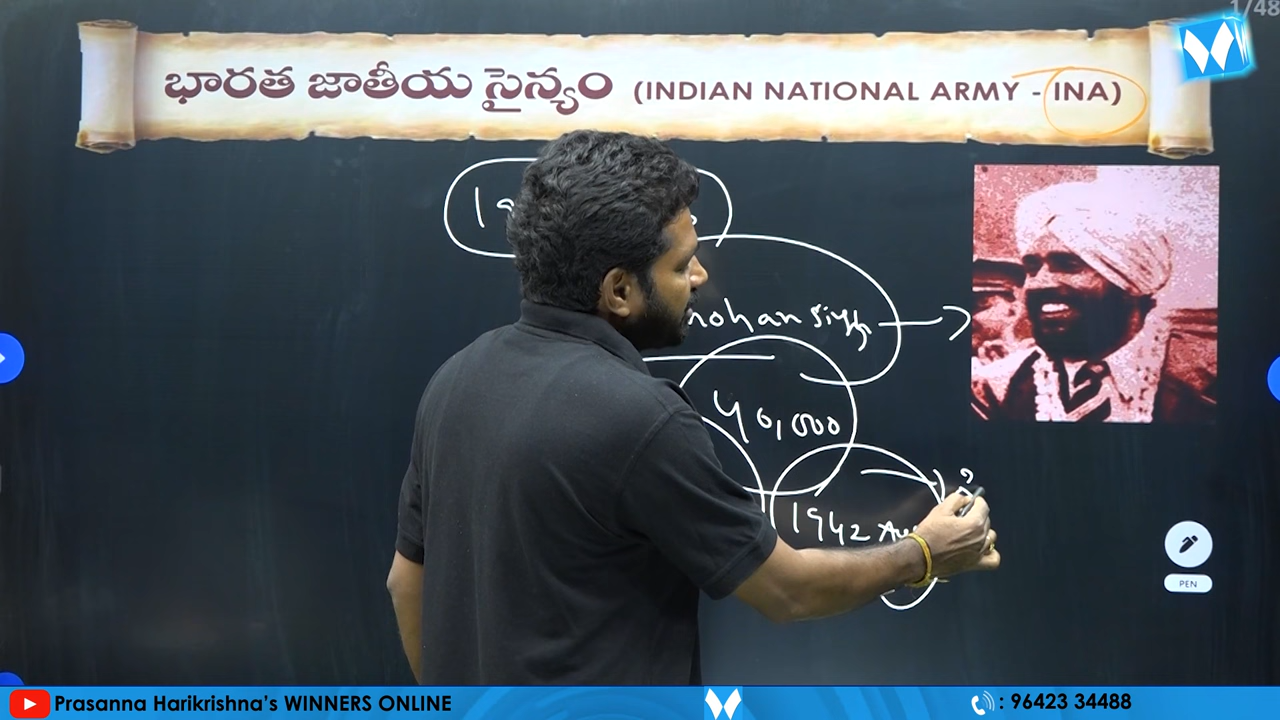 1/48
భారత జాతీయ సైన్యం (INDIAN NATIONAL ARMY - INA)
mohan singh
40,000
1942
PEN
Prasanna Harikrishna's WINNERS ONLINE
: 96423 34488